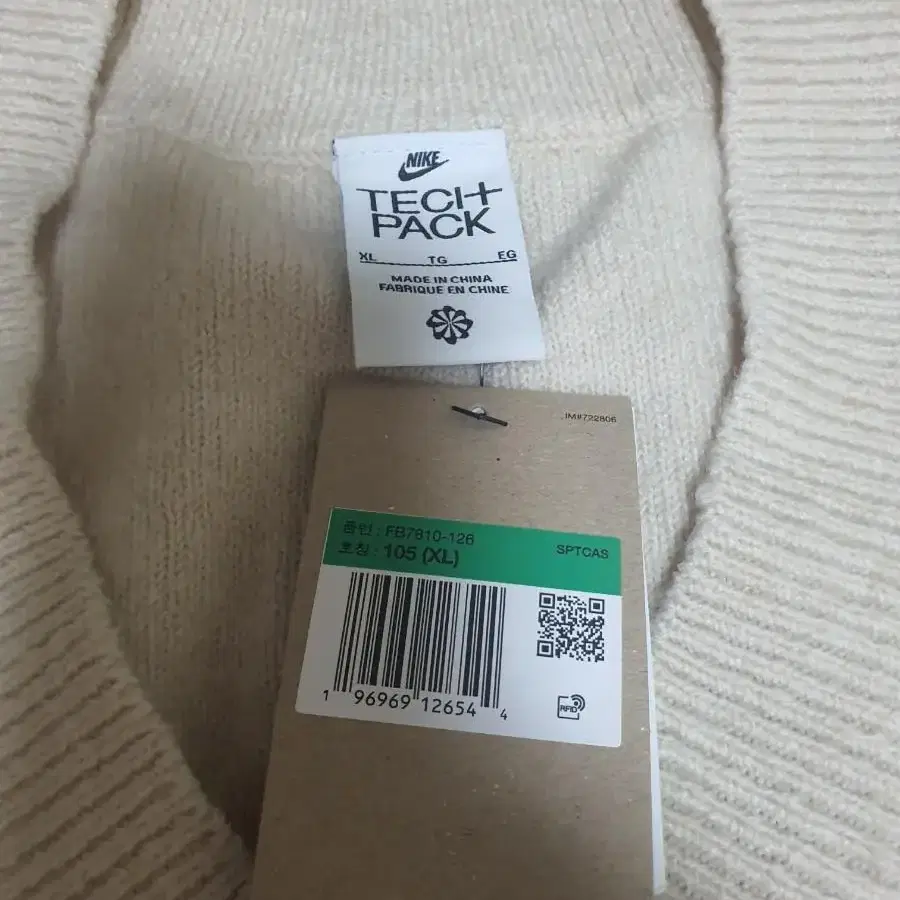 NIKE
TECH
PACK
XL TG EG
MADE IN CHINA
FABRIQUE EN CHINE
IM#722806
품번 : FB7810-126
호칭 : 105 (XL)
SPTCAS
1 96969 12654 4
RFID